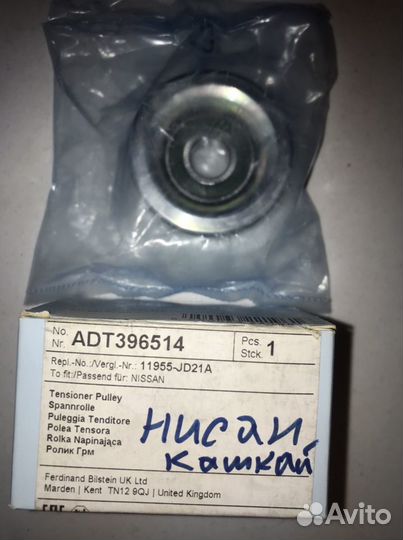 No.
Nr. ADT396514
Pcs.
Stck. 1
Repl.-No.:/Vergl.-Nr.: 11955-JD21A
To fit:/Passend für: NISSAN
Tensioner Pulley
Spannrolle
Puleggia Tenditore
Polea Tensora
Rolka Napinająca
Ролик Грм
Нисан
Кашкай
Ferdinand Bilstein UK Ltd
Marden | Kent TN12 9QJ | United Kingdom
EAC
Avito